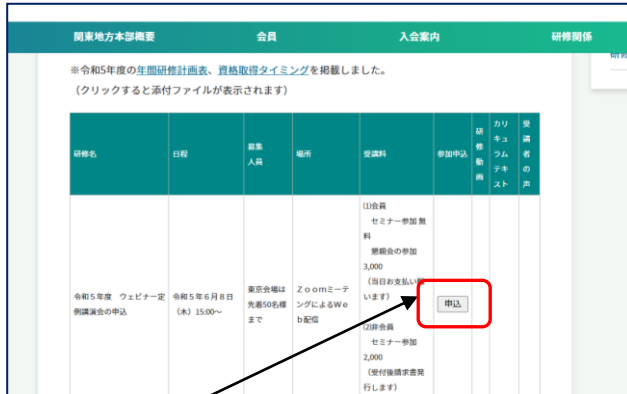 関東地方本部概要 会員 入会案内 研修関係
※令和5年度の年間研修計画表、資格取得タイミングを掲載しました。
（クリックすると添付ファイルが表示されます）
研修名 日程 募集人員 場所 受講料 参加申込 研修動画 カリキュラムテキスト 受講者の声
令和５年度　ウェビナー定
例講演会の申込
令和５年６月８日
（木）15:00～
東京会場は
先着50名様
まで
Ｚｏｏｍミーテ
ィングによるＷｅ
ｂ配信
(1)会員
セミナー参加 無
料
懇親会の参加
3,000
（当日お支払い願
います）
(2)非会員
セミナー参加
2,000
（受付後請求書発
行します）
申込